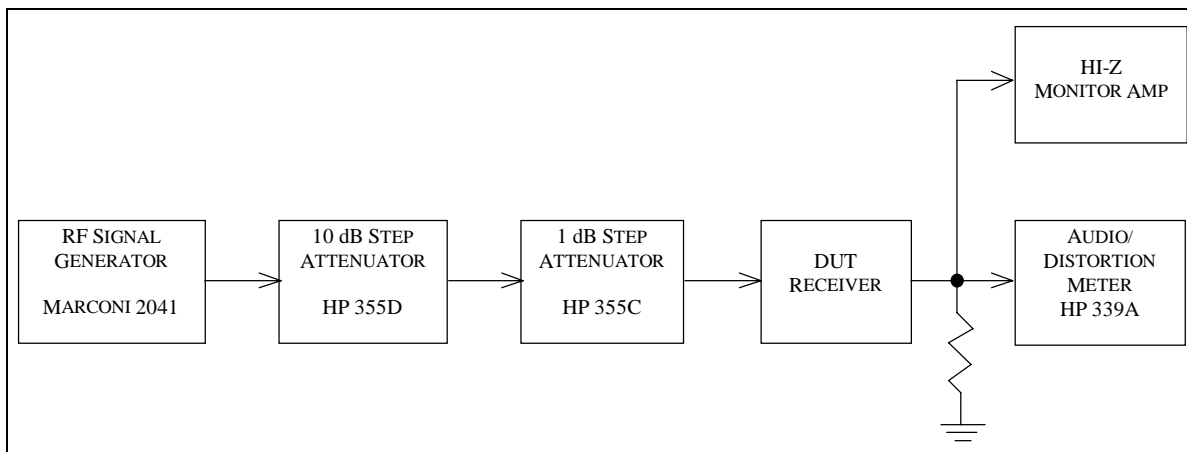 HI-Z
MONITOR AMP
RF SIGNAL
GENERATOR
MARCONI 2041
10 dB STEP
ATTENUATOR
HP 355D
1 dB STEP
ATTENUATOR
HP 355C
DUT
RECEIVER
AUDIO/
DISTORTION
METER
HP 339A